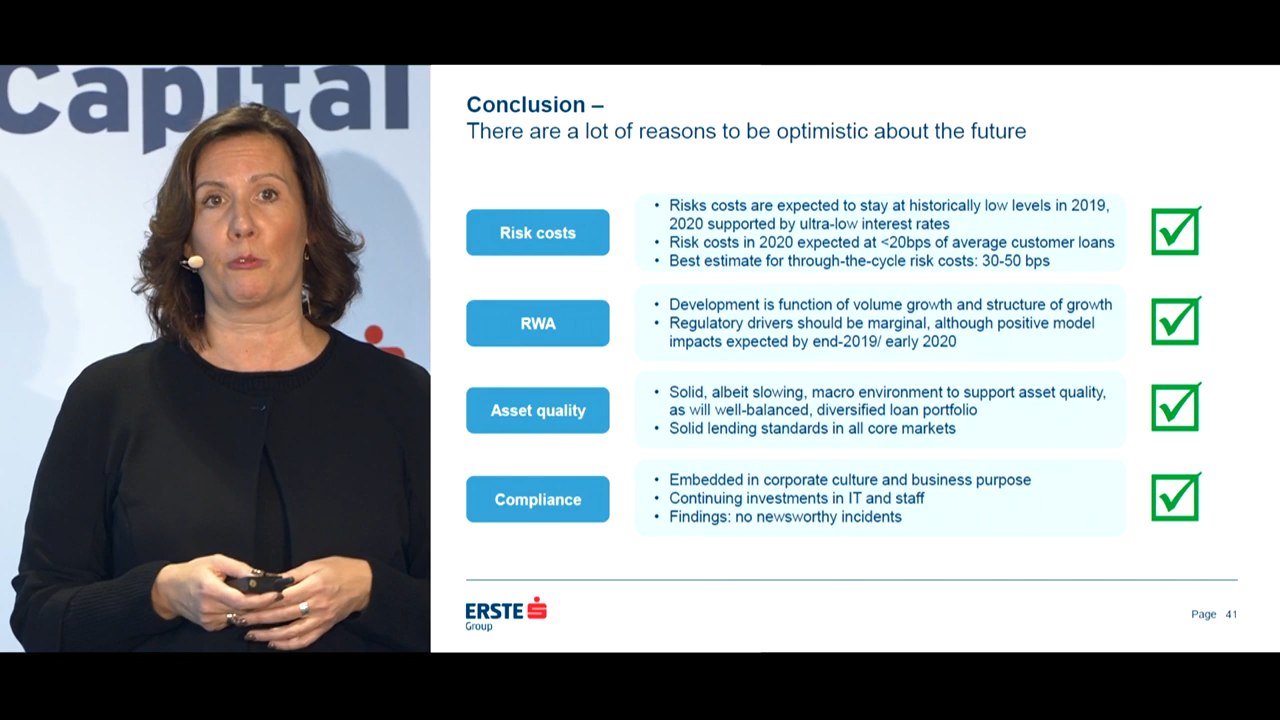 Capital
Conclusion –
There are a lot of reasons to be optimistic about the future
Risk costs
• Risks costs are expected to stay at historically low levels in 2019,
2020 supported by ultra-low interest rates
• Risk costs in 2020 expected at <20bps of average customer loans
• Best estimate for through-the-cycle risk costs: 30-50 bps
RWA
• Development is function of volume growth and structure of growth
• Regulatory drivers should be marginal, although positive model
impacts expected by end-2019/ early 2020
Asset quality
• Solid, albeit slowing, macro environment to support asset quality,
as will well-balanced, diversified loan portfolio
• Solid lending standards in all core markets
Compliance
• Embedded in corporate culture and business purpose
• Continuing investments in IT and staff
• Findings: no newsworthy incidents
ERSTE
Group
Page 41